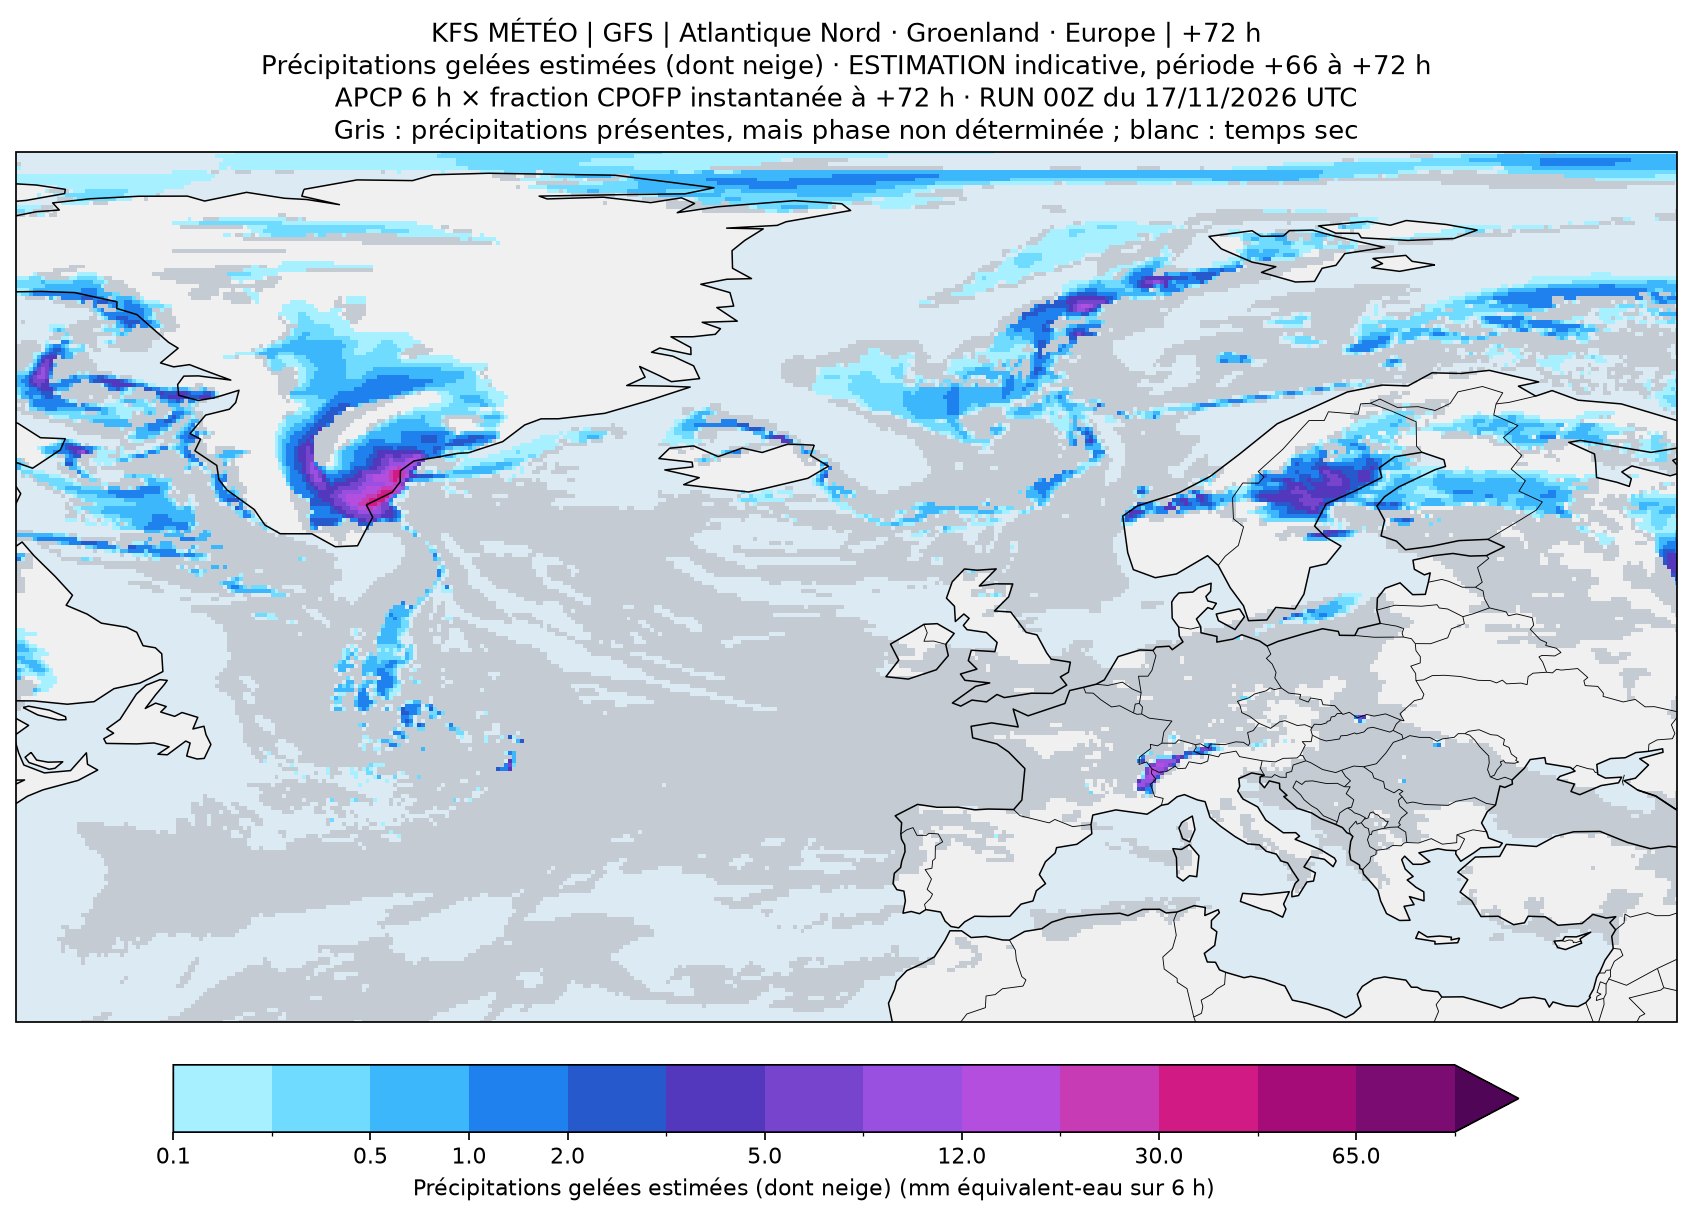 KFS MÉTÉO | GFS | Atlantique Nord · Groenland · Europe | +72 h
Précipitations gelées estimées (dont neige) · ESTIMATION indicative, période +66 à +72 h
APCP 6 h × fraction CPOFP instantanée à +72 h · RUN 00Z du 17/11/2026 UTC
Gris : précipitations présentes, mais phase non déterminée ; blanc : temps sec
0.1 0.5 1.0 2.0 5.0 12.0 30.0 65.0
Précipitations gelées estimées (dont neige) (mm équivalent-eau sur 6 h)